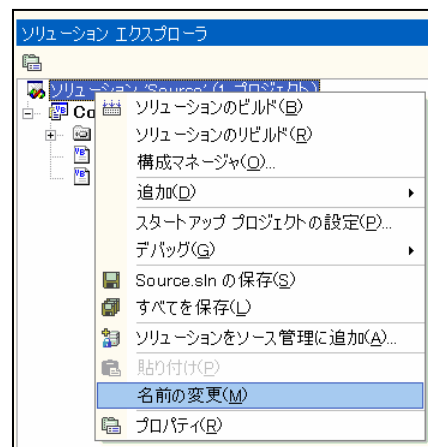 ソリューション エクスプローラ
ソリューション 'Source' (1 プロジェクト)
Co
ソリューションのビルド(B)
ソリューションのリビルド(R)
構成マネージャ(O)...
追加(D)
スタートアップ プロジェクトの設定(P)...
デバッグ(G)
Source.sln の保存(S)
すべてを保存(L)
ソリューションをソース管理に追加(A)...
貼り付け(P)
名前の変更(M)
プロパティ(R)